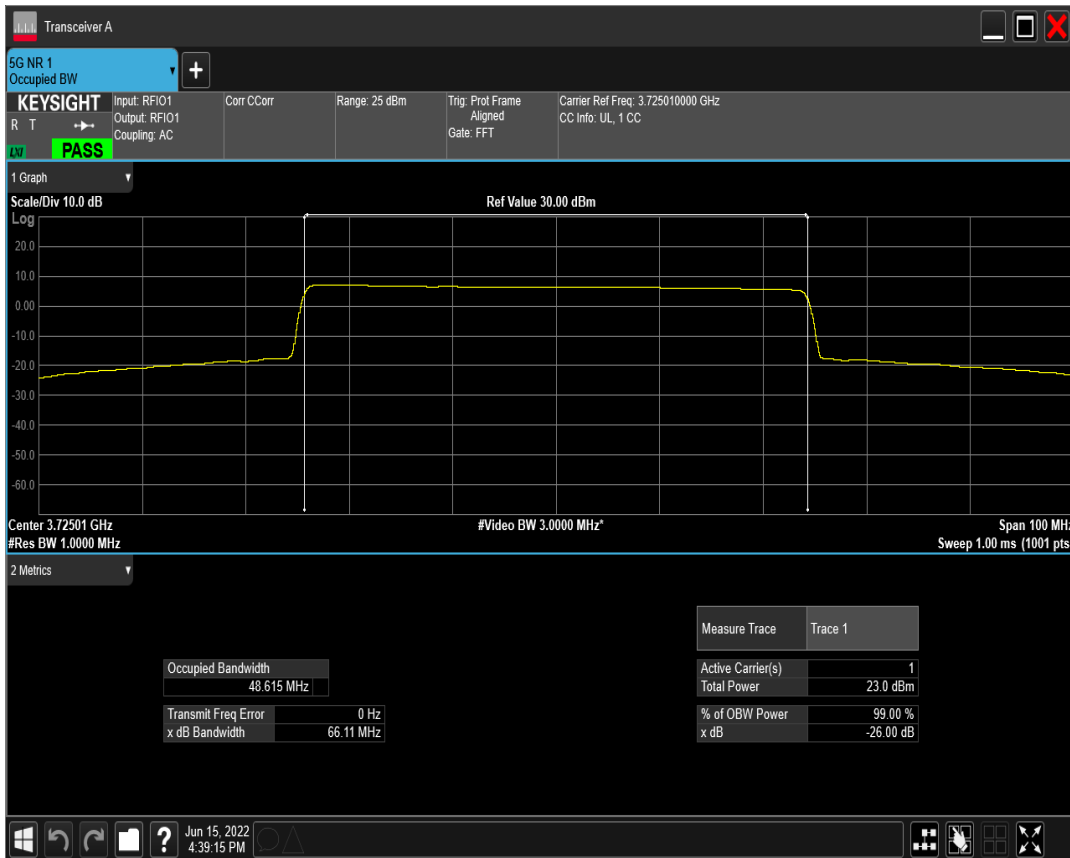 Transceiver A
5G NR 1
Occupied BW
+
KEYSIGHT
R T
LXI
PASS
Input: RFIO1
Output: RFIO1
Coupling: AC
Corr CCorr
Range: 25 dBm
Trig: Prot Frame
Aligned
Gate: FFT
Carrier Ref Freq: 3.725010000 GHz
CC Info: UL, 1 CC
1 Graph
Scale/Div 10.0 dB
Ref Value 30.00 dBm
Log
20.0
10.0
0.00
-10.0
-20.0
-30.0
-40.0
-50.0
-60.0
Center 3.72501 GHz
#Video BW 3.0000 MHz*
Span 100 MHz
#Res BW 1.0000 MHz
Sweep 1.00 ms (1001 pts
2 Metrics
Measure Trace Trace 1
Occupied Bandwidth
48.615 MHz
Active Carrier(s) 1
Total Power 23.0 dBm
Transmit Freq Error 0 Hz
x dB Bandwidth 66.11 MHz
% of OBW Power 99.00 %
x dB -26.00 dB
?
Jun 15, 2022
4:39:15 PM